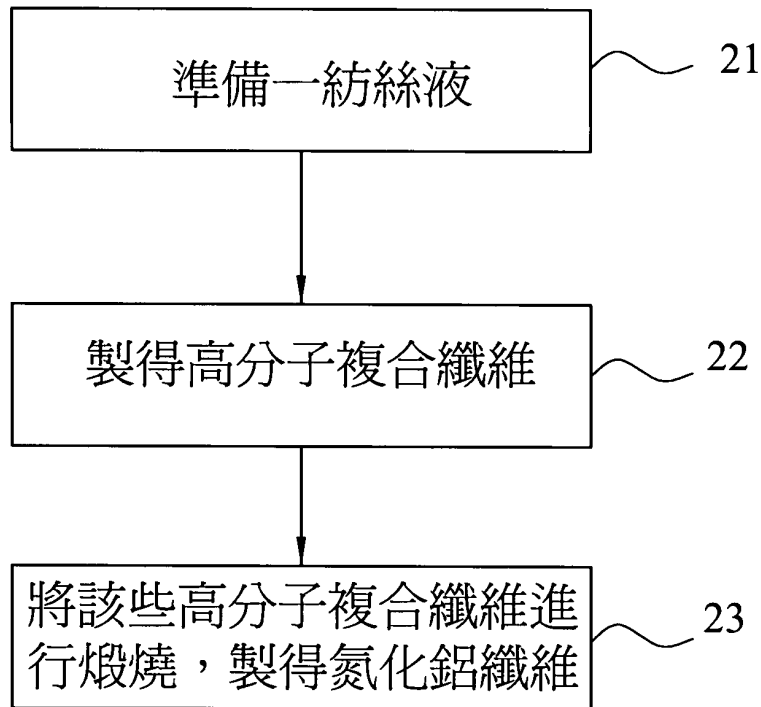 準備一紡絲液
21
製得高分子複合纖維
22
將該些高分子複合纖維進
行煅燒，製得氮化鋁纖維
23